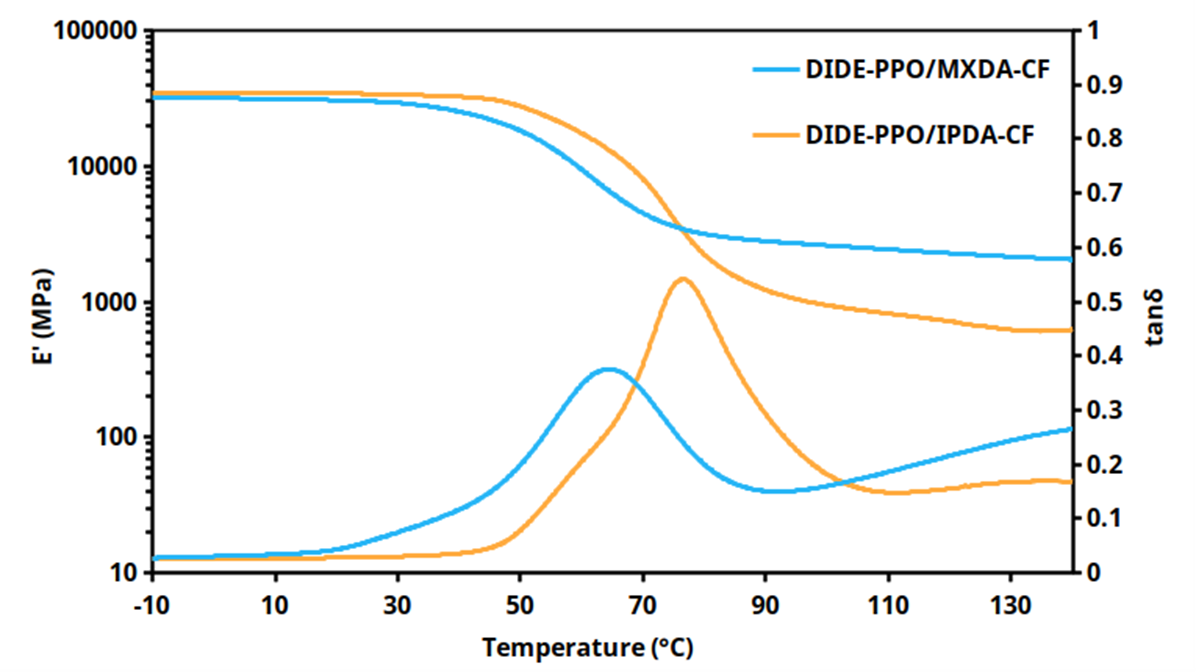 100000
10000
1000
100
10
E' (MPa)
-10 10 30 50 70 90 110 130
Temperature (°C)
DIDE-PPO/MXDA-CF
DIDE-PPO/IPDA-CF
1
0.9
0.8
0.7
0.6
0.5
0.4
0.3
0.2
0.1
0
tanδ